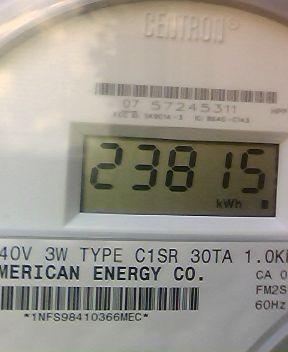 CENTRON®
07 57245311
23815
kWh
40V 3W TYPE C1SR 30TA 1.0K
MERICAN ENERGY CO.
CA 0
FM2S
60Hz
*1NFS98410366MEC*